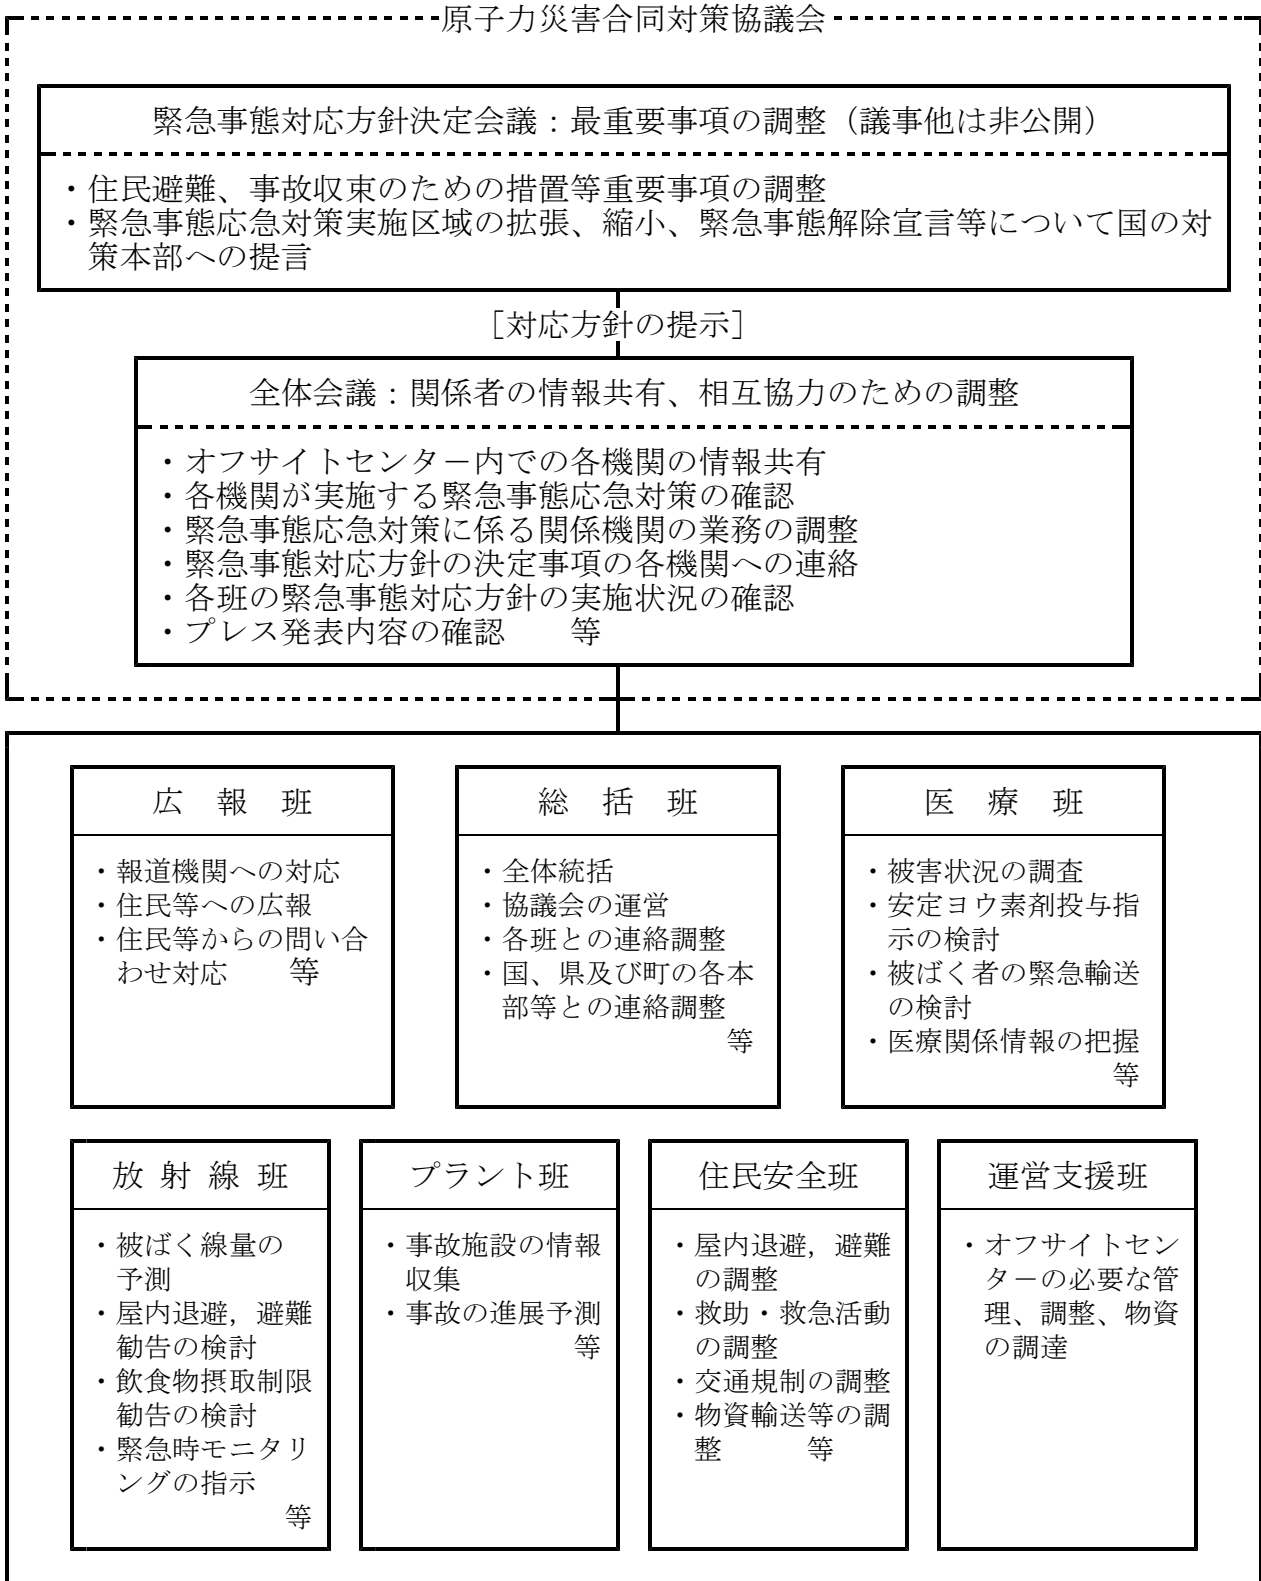 原子力災害合同対策協議会
緊急事態対応方針決定会議：最重要事項の調整（議事他は非公開）
・住民避難、事故収束のための措置等重要事項の調整
・緊急事態応急対策実施区域の拡張、縮小、緊急事態解除宣言等について国の対
策本部への提言
［対応方針の提示］
全体会議：関係者の情報共有、相互協力のための調整
・オフサイトセンタ－内での各機関の情報共有
・各機関が実施する緊急事態応急対策の確認
・緊急事態応急対策に係る関係機関の業務の調整
・緊急事態対応方針の決定事項の各機関への連絡
・各班の緊急事態対応方針の実施状況の確認
・プレス発表内容の確認　　等
広　報　班
・報道機関への対応
・住民等への広報
・住民等からの問い合
わせ対応　　等
総　括　班
・全体統括
・協議会の運営
・各班との連絡調整
・国、県及び町の各本
部等との連絡調整
等
医　療　班
・被害状況の調査
・安定ヨウ素剤投与指
示の検討
・被ばく者の緊急輸送
の検討
・医療関係情報の把握
等
放 射 線 班
・被ばく線量の
予測
・屋内退避，避難
勧告の検討
・飲食物摂取制限
勧告の検討
・緊急時モニタリ
ングの指示
等
プラント班
・事故施設の情報
収集
・事故の進展予測
等
住民安全班
・屋内退避，避難
の調整
・救助・救急活動
の調整
・交通規制の調整
・物資輸送等の調
整　　　等
運営支援班
・オフサイトセン
タ－の必要な管
理、調整、物資
の調達